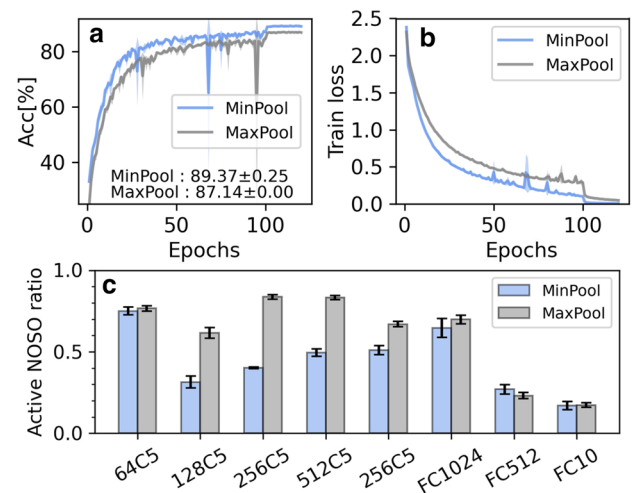 a
80
60
40
Acc[%]
MinPool
MaxPool
MinPool : 89.37±0.25
MaxPool : 87.14±0.00
0
50
100
Epochs
b
2.5
2.0
1.5
1.0
0.5
0.0
Train loss
MinPool
MaxPool
0
50
100
Epochs
c
1.0
0.5
0.0
Active NOSO ratio
MinPool
MaxPool
64C5
128C5
256C5
512C5
256C5
FC1024
FC512
FC10